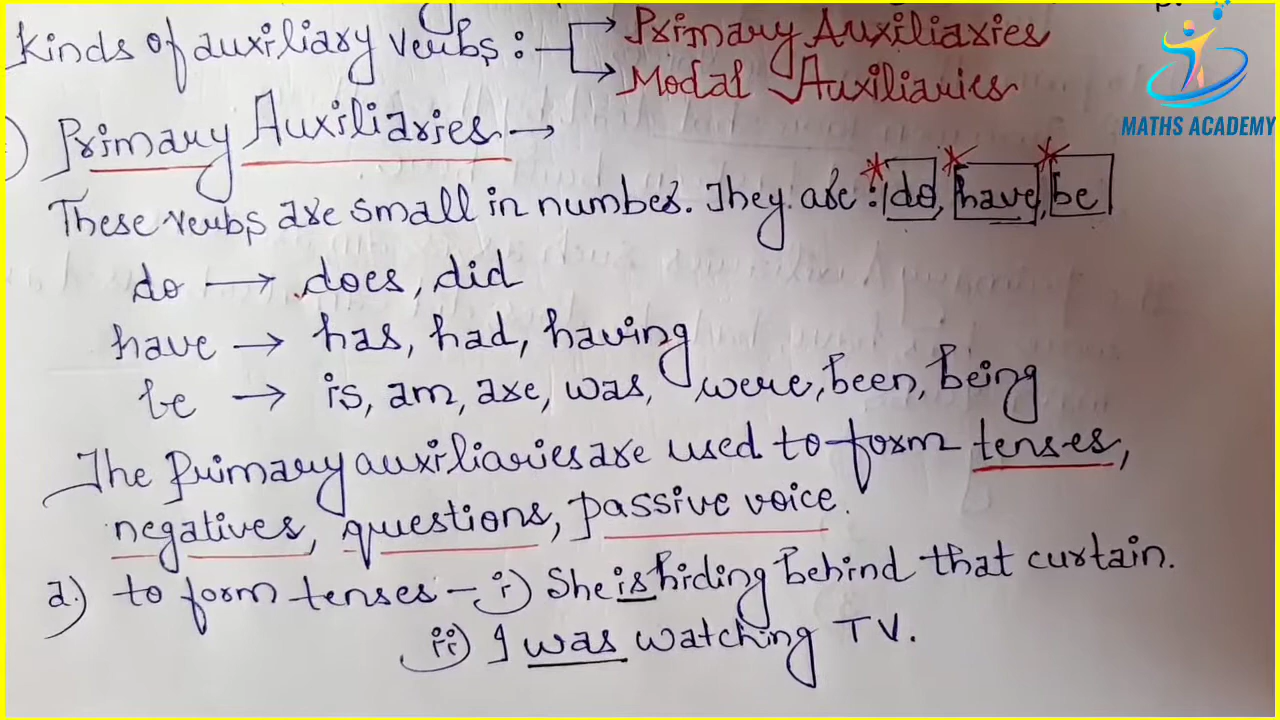 Kinds of auxiliary verbs :- → Primary Auxiliaries
→ Modal Auxiliaries
MATHS ACADEMY
Primary Auxiliaries →
These verbs are small in number. They are : do, have, be
do → does, did
have → has, had, having
be → is, am, are, was, were, been, being
The primary auxiliaries are used to form tenses,
negatives, questions, passive voice.
a.) to form tenses - i) She is hiding behind that curtain.
ii) I was watching TV.